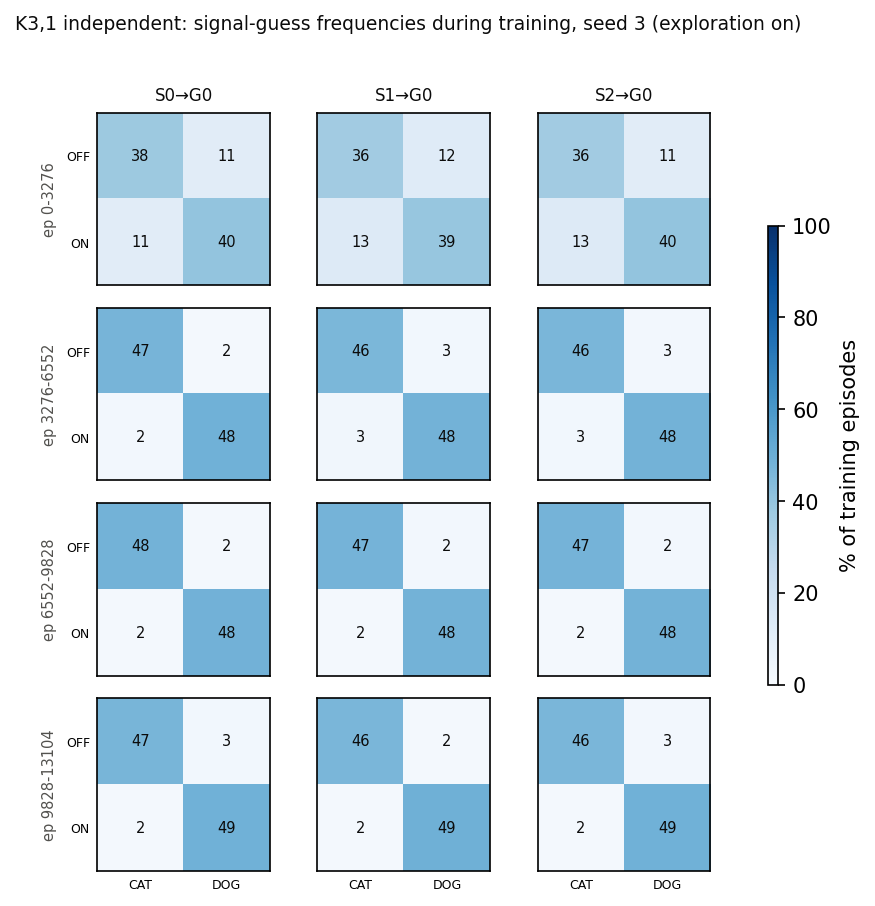 K3,1 independent: signal-guess frequencies during training, seed 3 (exploration on)
S0→G0
S1→G0
S2→G0
ep 0-3276
OFF
38 11
36 12
36 11
ON
11 40
13 39
13 40
ep 3276-6552
OFF
47 2
46 3
46 3
ON
2 48
3 48
3 48
ep 6552-9828
OFF
48 2
47 2
47 2
ON
2 48
2 48
2 48
ep 9828-13104
OFF
47 3
46 2
46 3
ON
2 49
2 49
2 49
CAT DOG
CAT DOG
CAT DOG
100
80
60
40
20
0
% of training episodes